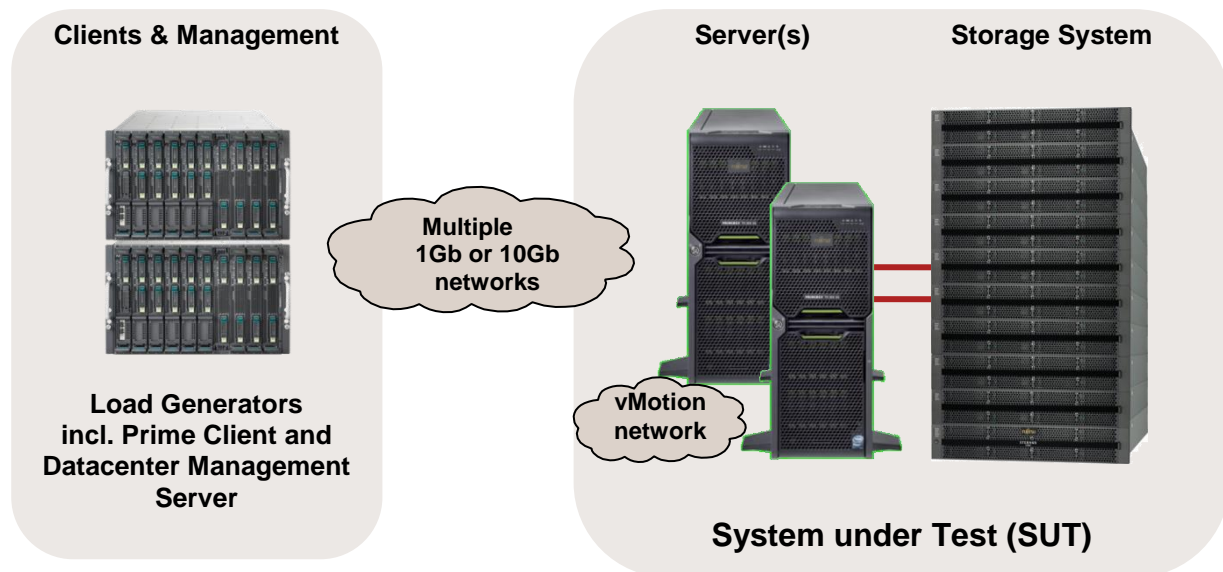 Clients & Management
Server(s)
Storage System
Multiple
1Gb or 10Gb
networks
vMotion
network
Load Generators
incl. Prime Client and
Datacenter Management
Server
System under Test (SUT)